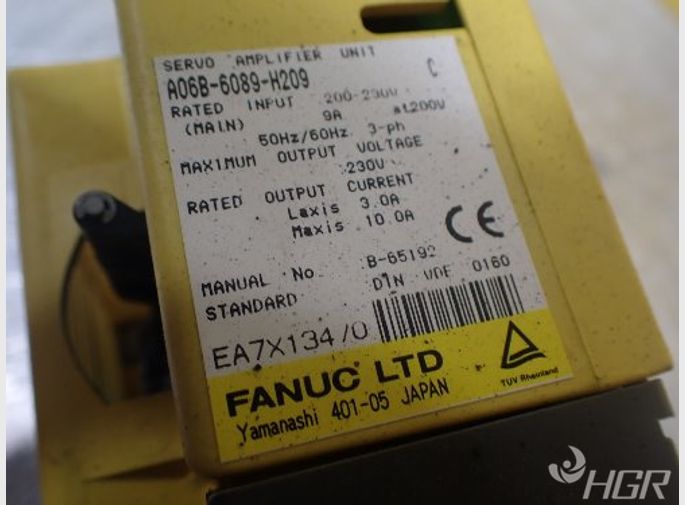 SERVO AMPLIFIER UNIT
A06B-6089-H209 C
RATED INPUT 200-230V
(MAIN) 9A at200V
50Hz/60Hz 3-ph
MAXIMUM OUTPUT VOLTAGE
230V
RATED OUTPUT CURRENT
Laxis 3.0A
Maxis 10.0A
CE
MANUAL No. B-65192
STANDARD DIN VDE 0160
EA7X13470
FANUC LTD
Yamanashi 401-05 JAPAN
TÜV Rheinland
HGR